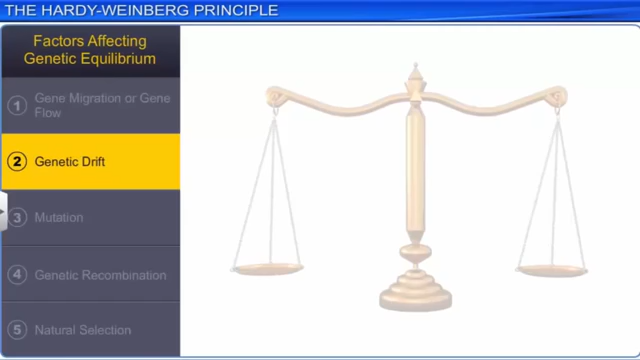 THE HARDY-WEINBERG PRINCIPLE
Factors Affecting
Genetic Equilibrium
1 Gene Migration or Gene
Flow
2 Genetic Drift
3 Mutation
4 Genetic Recombination
5 Natural Selection